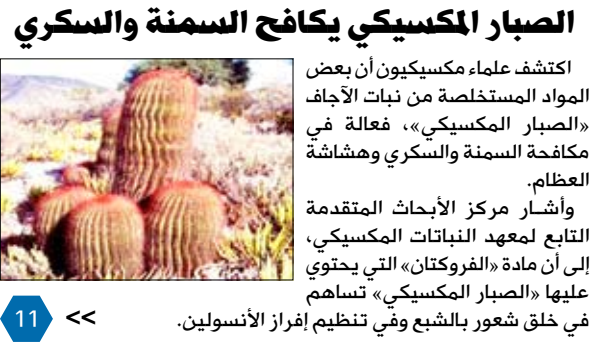 الصبار المكسيكي يكافح السمنة والسكري
اكتشف علماء مكسيكيون أن بعض
المواد المستخلصة من نبات الآجاف
«الصبار المكسيكي»، فعالة في
مكافحة السمنة والسكري وهشاشة
العظام.
وأشـار مركز الأبحاث المتقدمة
التابع لمعهد النباتات المكسيكي،
إلى أن مادة «الفروكتان» التي يحتوي
عليها «الصبار المكسيكي» تساهم
في خلق شعور بالشبع وفي تنظيم إفراز الأنسولين.
>> 11